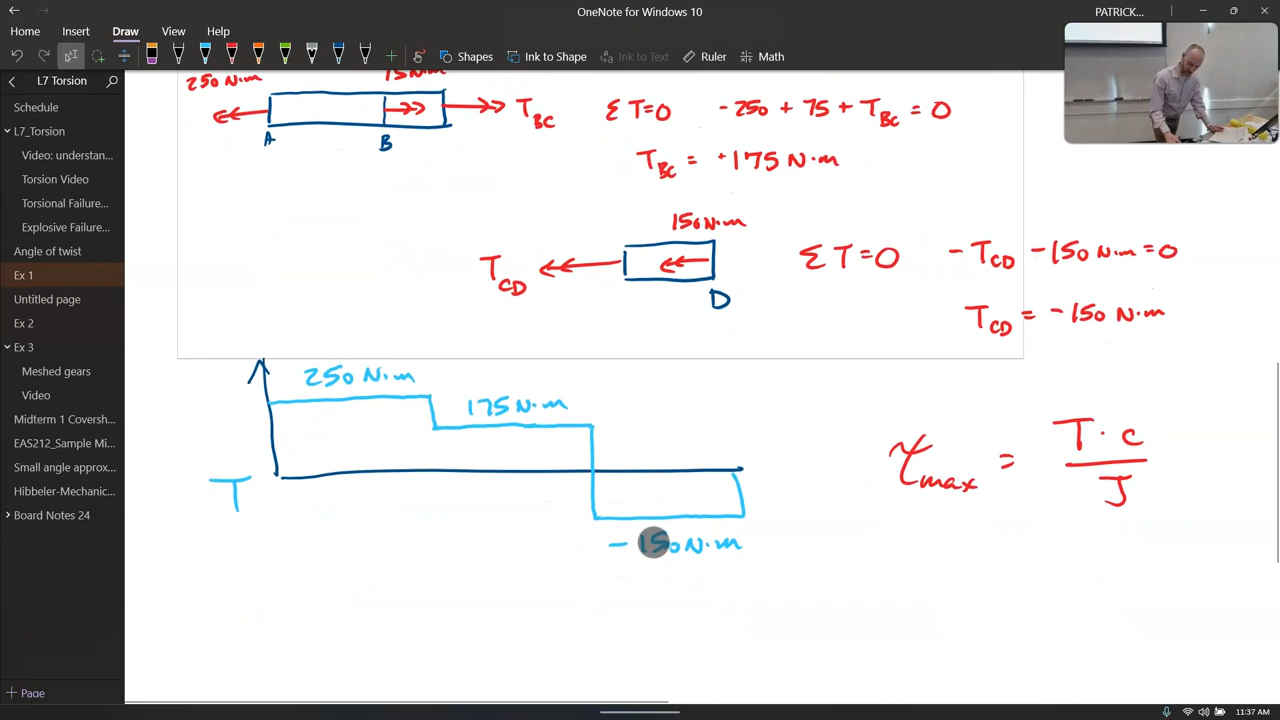 OneNote for Windows 10
PATRICK...
Home
Insert
Draw
View
Help
Shapes
Ink to Shape
Ink to Text
Ruler
Math
L7 Torsion
Schedule
L7_Torsion
Video: understan...
Torsion Video
Torsional Failure...
Explosive Failure...
Angole of twist
Ex 1
Untitled page
Ex 2
Ex 3
Meshed gears
Video
Midterm 1 Coversh...
EAS212_Sample Mi...
Small angle approx...
Hibbeler-Mechanic...
Board Notes 24
Page
250 N·m
A
B
T_BC
Σ T=0 -250 + 75 + T_BC = 0
T_BC = +175 N·m
150 N·m
T_CD
D
Σ T=0 -T_CD -150 N·m = 0
T_CD = -150 N·m
250 N·m
175 N·m
T
-150 N·m
τ_max = T·c / J
11:37 AM